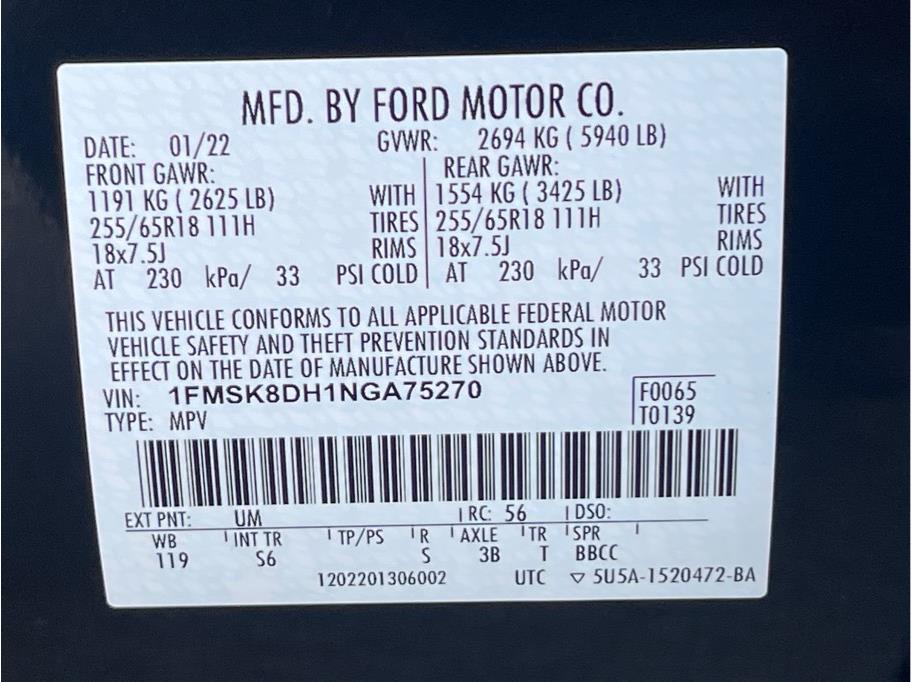 MFD. BY FORD MOTOR CO.
DATE: 01/22 GVWR: 2694 KG ( 5940 LB)
FRONT GAWR: REAR GAWR:
1191 KG ( 2625 LB) WITH 1554 KG ( 3425 LB) WITH
255/65R18 111H TIRES 255/65R18 111H TIRES
18x7.5J RIMS 18x7.5J RIMS
AT 230 kPa/ 33 PSI COLD AT 230 kPa/ 33 PSI COLD
THIS VEHICLE CONFORMS TO ALL APPLICABLE FEDERAL MOTOR
VEHICLE SAFETY AND THEFT PREVENTION STANDARDS IN
EFFECT ON THE DATE OF MANUFACTURE SHOWN ABOVE.
VIN: 1FMSK8DH1NGA75270 F0065
TYPE: MPV T0139
EXT PNT: UM RC: 56 DSO:
WB INT TR TP/PS R AXLE TR SPR
119 S6 S 3B T BBCC
1202201306002 UTC ▽ 5U5A-1520472-BA